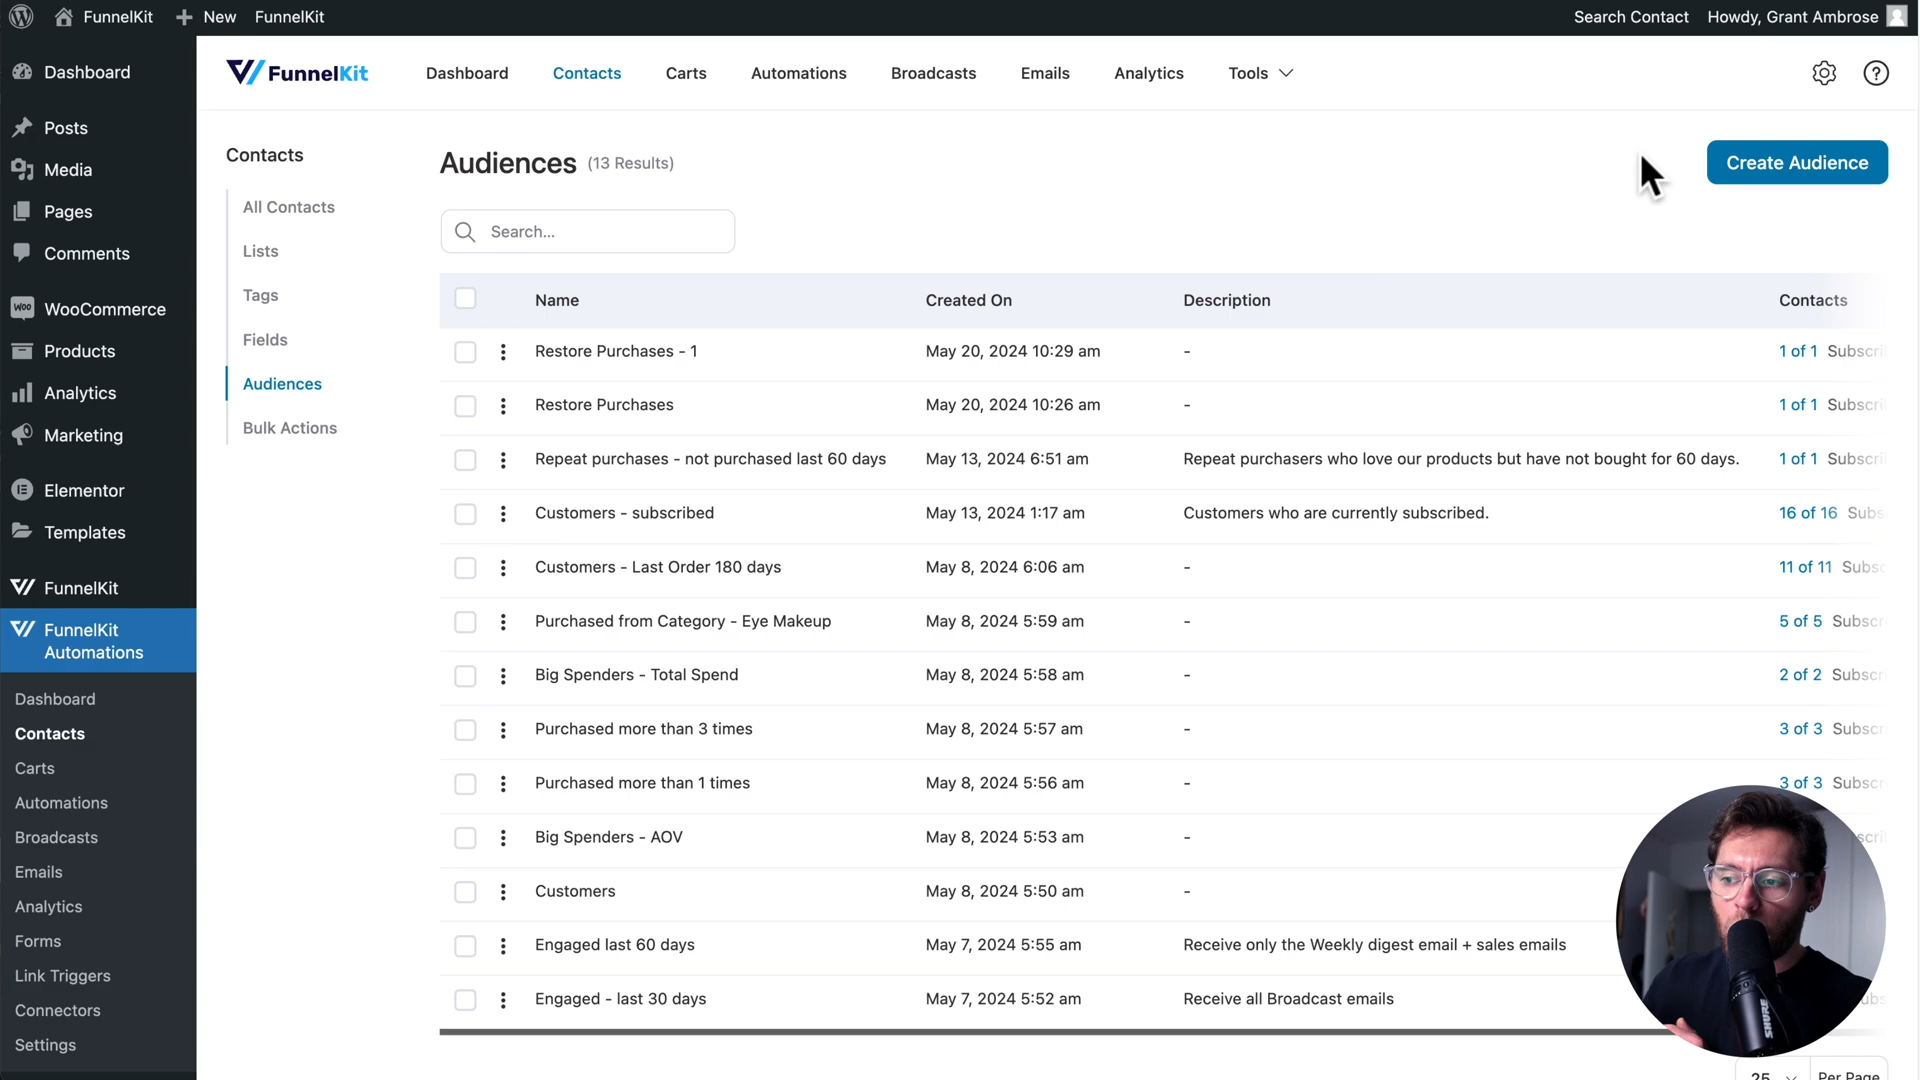 FunnelKit
New
FunnelKit
Search Contact
Howdy, Grant Ambrose
Dashboard
Posts
Media
Pages
Comments
WooCommerce
Products
Analytics
Marketing
Elementor
Templates
FunnelKit
FunnelKit
Automations
Dashboard
Contacts
Carts
Automations
Broadcasts
Emails
Analytics
Forms
Link Triggers
Connectors
Settings
FunnelKit
Dashboard
Contacts
Carts
Automations
Broadcasts
Emails
Analytics
Tools
Contacts
All Contacts
Lists
Tags
Fields
Audiences
Bulk Actions
Audiences (13 Results)
Create Audience
Search...
Name Created On Description Contacts
Restore Purchases - 1 May 20, 2024 10:29 am - 1 of 1 Subscri
Restore Purchases May 20, 2024 10:26 am - 1 of 1 Subscri
Repeat purchases - not purchased last 60 days May 13, 2024 6:51 am Repeat purchasers who love our products but have not bought for 60 days. 1 of 1 Subscri
Customers - subscribed May 13, 2024 1:17 am Customers who are currently subscribed. 16 of 16 Subs
Customers - Last Order 180 days May 8, 2024 6:06 am - 11 of 11 Subsc
Purchased from Category - Eye Makeup May 8, 2024 5:59 am - 5 of 5 Subscr
Big Spenders - Total Spend May 8, 2024 5:58 am - 2 of 2 Subscr
Purchased more than 3 times May 8, 2024 5:57 am - 3 of 3 Subscr
Purchased more than 1 times May 8, 2024 5:56 am - 3 of 3 Subscr
Big Spenders - AOV May 8, 2024 5:53 am -
Customers May 8, 2024 5:50 am -
Engaged last 60 days May 7, 2024 5:55 am Receive only the Weekly digest email + sales emails
Engaged - last 30 days May 7, 2024 5:52 am Receive all Broadcast emails
SHURE
25 Per Page